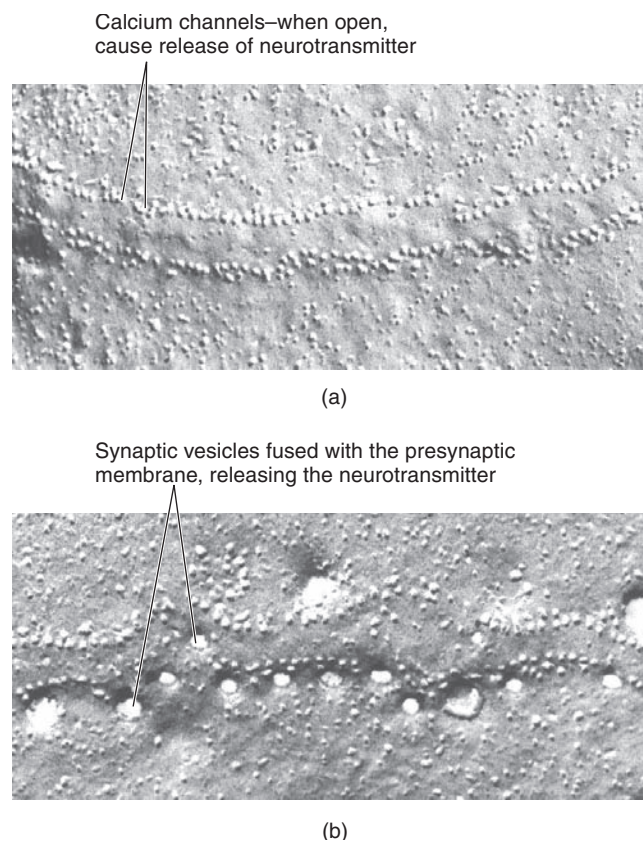 Calcium channels–when open,
cause release of neurotransmitter
(a)
Synaptic vesicles fused with the presynaptic
membrane, releasing the neurotransmitter
(b)